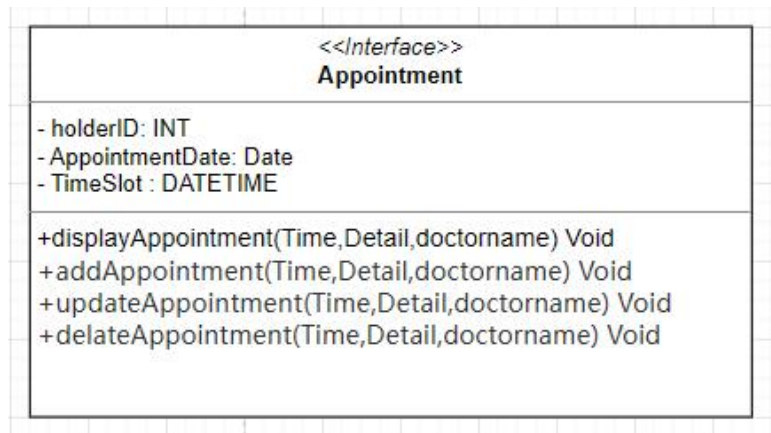 <<Interface>>
Appointment
- holderID: INT
- AppointmentDate: Date
- TimeSlot : DATETIME
+displayAppointment(Time,Detail,doctorname) Void
+addAppointment(Time,Detail,doctorname) Void
+updateAppointment(Time,Detail,doctorname) Void
+delateAppointment(Time,Detail,doctorname) Void